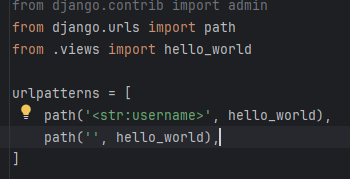 from django.contrib import admin
from django.urls import path
from .views import hello_world

urlpatterns = [
    path('<str:username>', hello_world),
    path('', hello_world),
]